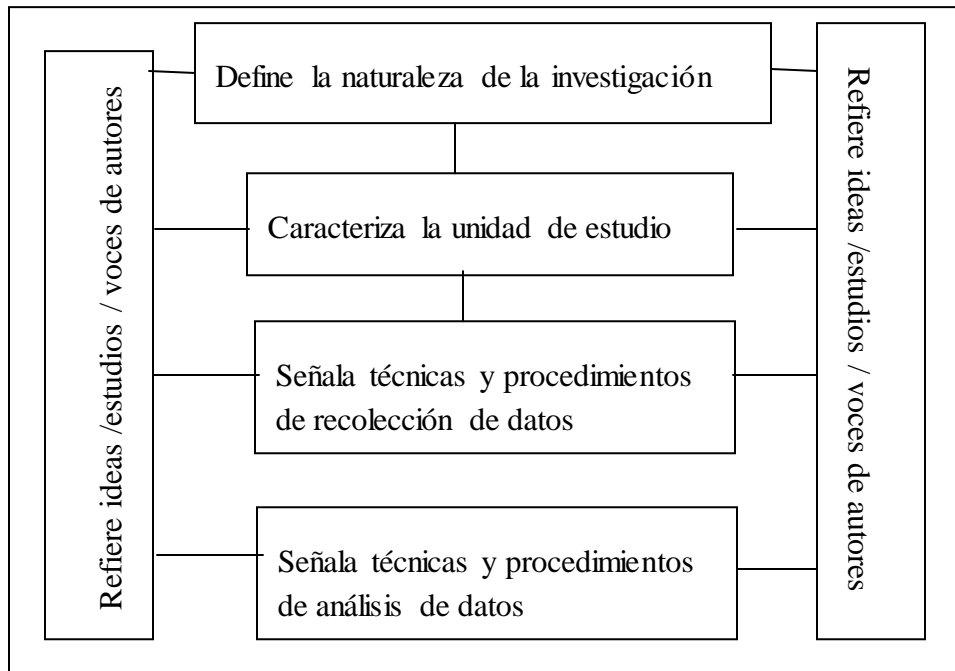 Refiere ideas /estudios / voces de autores
Define la naturaleza de la investigación
Caracteriza la unidad de estudio
Señala técnicas y procedimientos
de recolección de datos
Señala técnicas y procedimientos
de análisis de datos
Refiere ideas /estudios / voces de autores